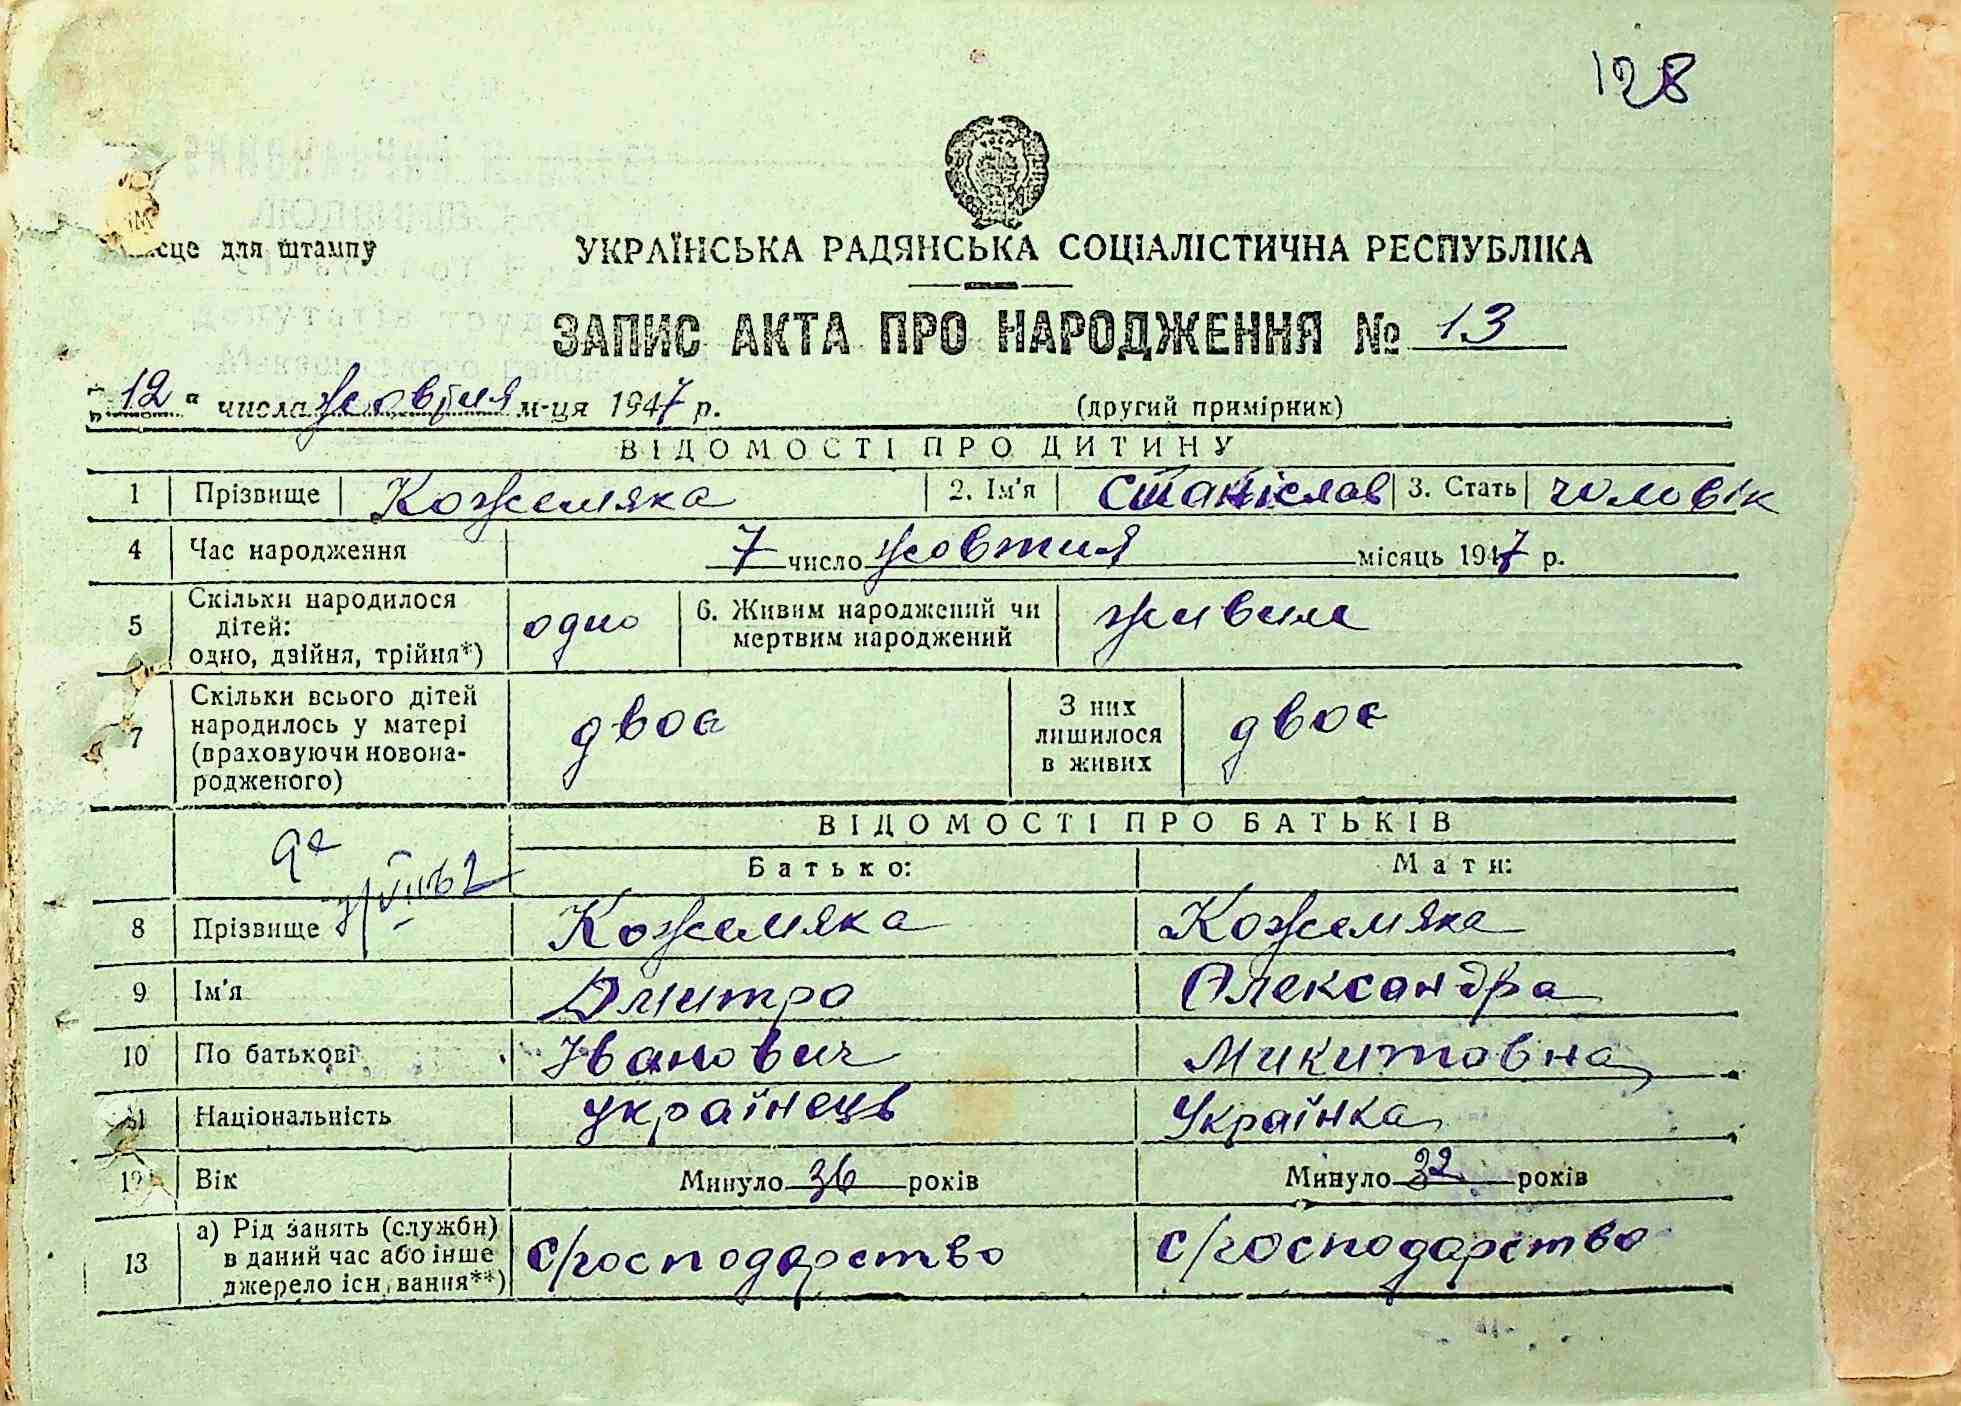 128
місце для штампу
УКРАЇНСЬКА РАДЯНСЬКА СОЦІАЛІСТИЧНА РЕСПУБЛІКА
ЗАПИС АКТА ПРО НАРОДЖЕННЯ № 13
"12" числа жовтня м-ця 1947 р. (другий примірник)
ВІДОМОСТІ ПРО ДИТИНУ
1 Прізвище Кожемяка 2. Ім'я Станіслав 3. Стать чоловік
4 Час народження 7 число жовтня місяць 1947 р.
5 Скільки народилося дітей: одно, двійня, трійня*) одно 6. Живим народжений чи мертвим народжений живим
7 Скільки всього дітей народилось у матері (враховуючи новонародженого) двоє З них лишилося в живих двоє
ВІДОМОСТІ ПРО БАТЬКІВ
Батько: Мати:
8 Прізвище Кожемяка Кожемяка
9 Ім'я Дмитро Александра
10 По батькові Іванович Микитовна
11 Національність українець Українка
12 Вік Минуло 36 років Минуло 32 років
13 а) Рід занять (служби) в даний час або інше джерело існування**) с/господарство с/господарство